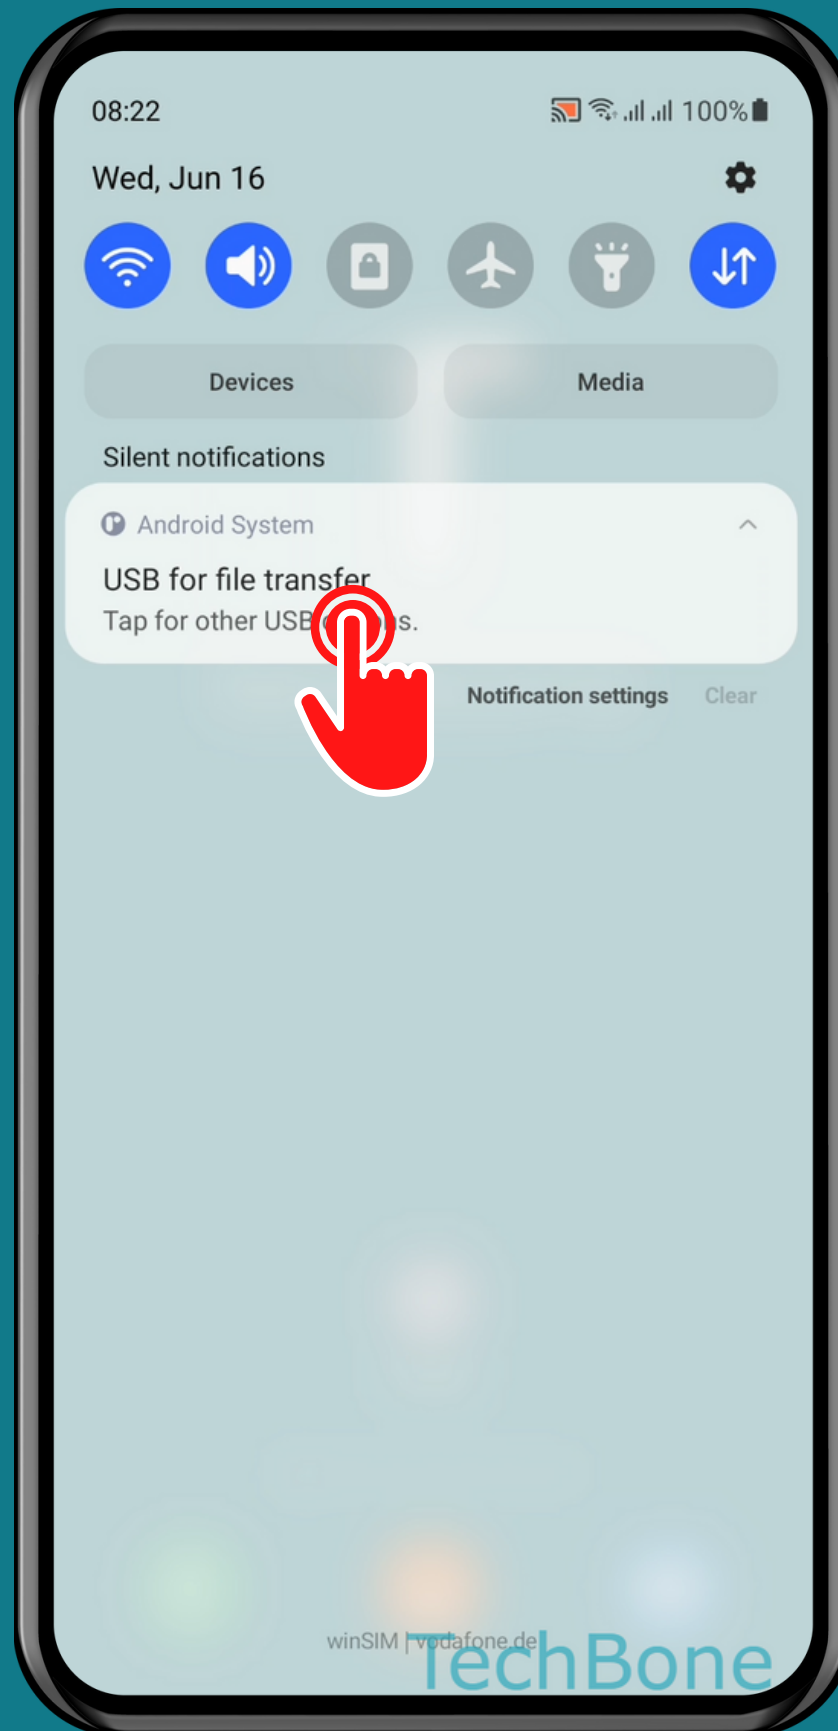 08:22 100%
Wed, Jun 16
Devices Media
Silent notifications
Android System
USB for file transfer
Tap for other USB
Notification settings Clear
winSIM | vodafone.de
TechBone